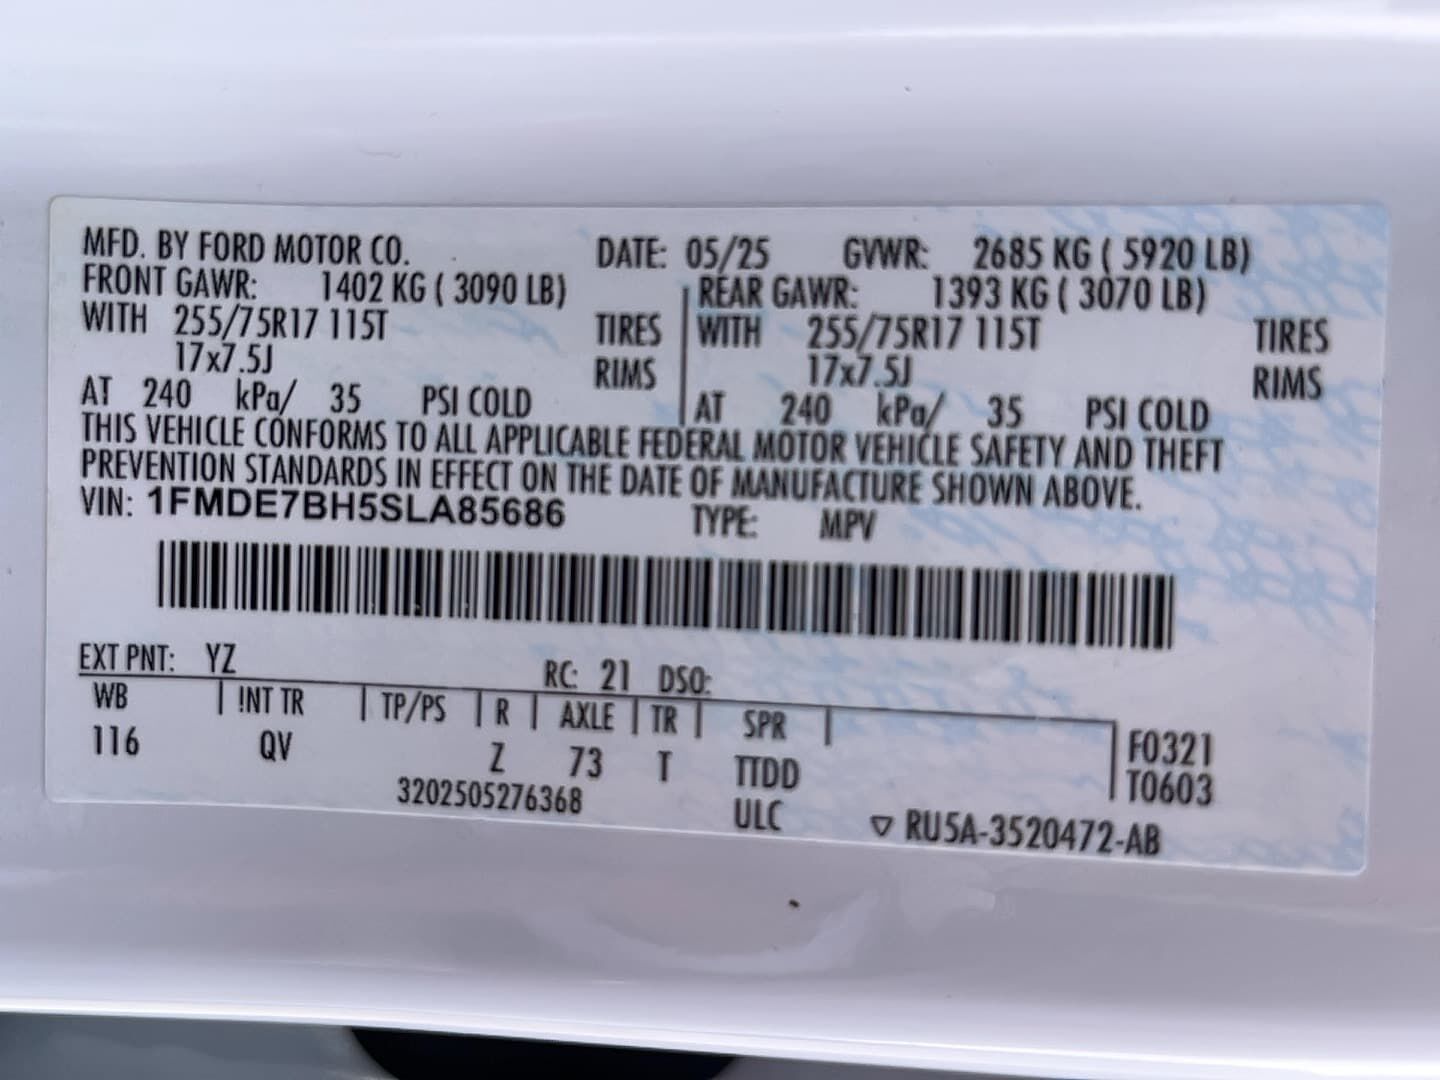 MFD. BY FORD MOTOR CO. DATE: 05/25 GVWR: 2685 KG ( 5920 LB)
FRONT GAWR: 1402 KG ( 3090 LB) REAR GAWR: 1393 KG ( 3070 LB)
WITH 255/75R17 115T TIRES WITH 255/75R17 115T TIRES
17x7.5J RIMS 17x7.5J RIMS
AT 240 kPa/ 35 PSI COLD AT 240 kPa/ 35 PSI COLD
THIS VEHICLE CONFORMS TO ALL APPLICABLE FEDERAL MOTOR VEHICLE SAFETY AND THEFT
PREVENTION STANDARDS IN EFFECT ON THE DATE OF MANUFACTURE SHOWN ABOVE.
VIN: 1FMDE7BH5SLA85686 TYPE: MPV
EXT PNT: YZ RC: 21 DSO:
WB | INT TR | TP/PS | R | AXLE | TR | SPR | F0321
116 QV Z 73 T TTDD T0603
3202505276368 ULC ▽ RU5A-3520472-AB